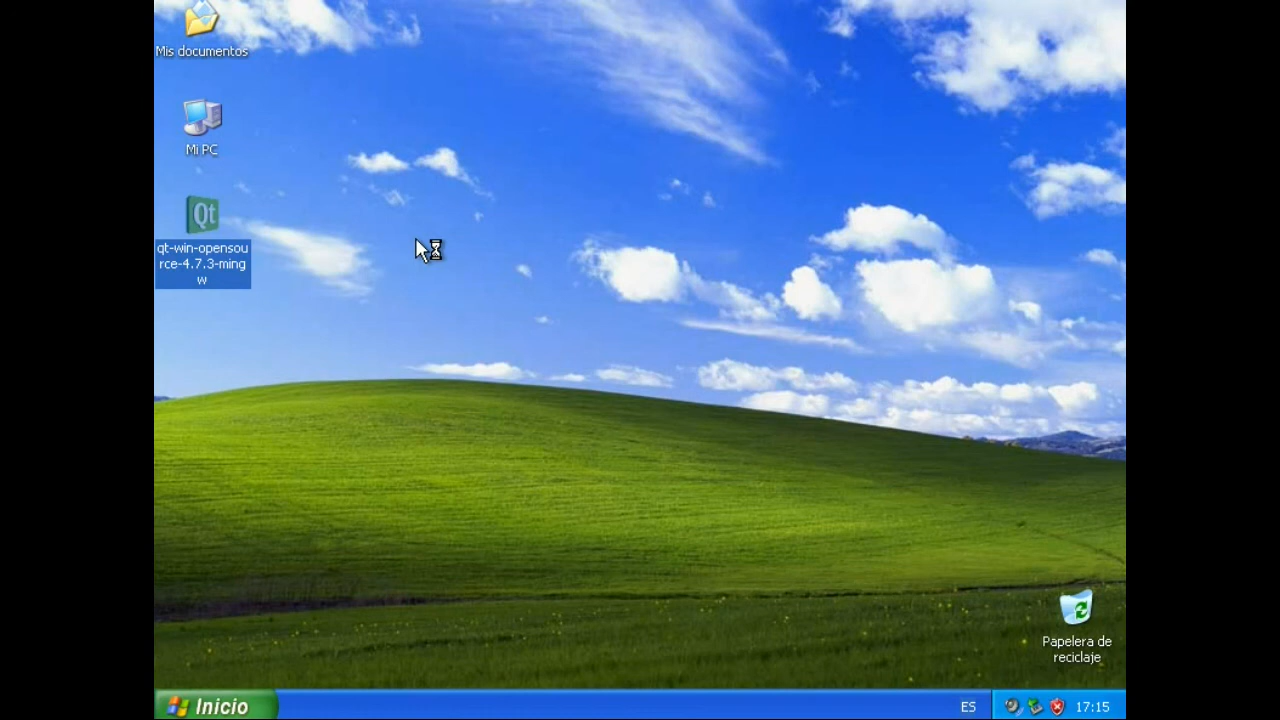 Mis documentos
Mi PC
Qt
qt-win-opensou
rce-4.7.3-ming
w
Papelera de
reciclaje
Inicio
ES
17:15